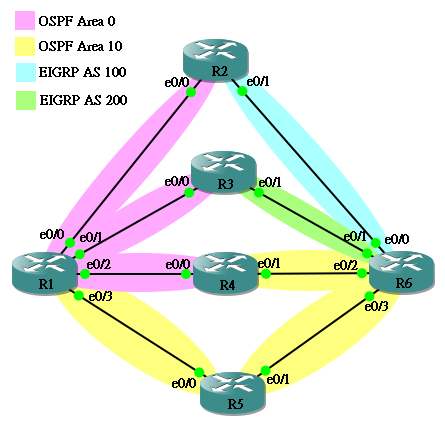 OSPF Area 0
OSPF Area 10
EIGRP AS 100
EIGRP AS 200
R2
e0/0
e0/1
R3
e0/0
e0/1
e0/0
e0/1
e0/1
e0/0
R1
e0/2
e0/0
R4
e0/1
e0/2
R6
e0/3
e0/3
e0/0
R5
e0/1